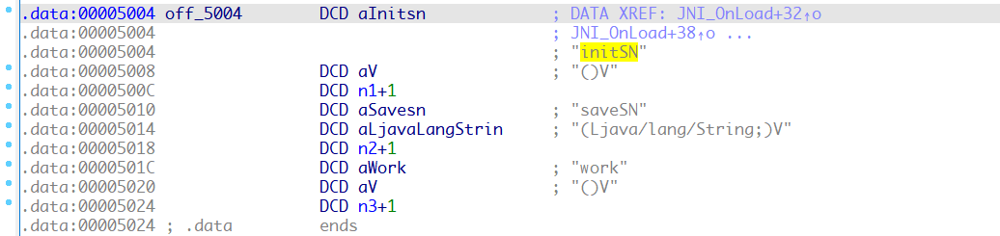 .data:00005004 off_5004 DCD aInitsn ; DATA XREF: JNI_OnLoad+32↑o
.data:00005004 ; JNI_OnLoad+38↑o ...
.data:00005004 ; "initSN"
.data:00005008 DCD aV ; "()V"
.data:0000500C DCD n1+1
.data:00005010 DCD aSavesn ; "saveSN"
.data:00005014 DCD aLjavaLangStrin ; "(Ljava/lang/String;)V"
.data:00005018 DCD n2+1
.data:0000501C DCD aWork ; "work"
.data:00005020 DCD aV ; "()V"
.data:00005024 DCD n3+1
.data:00005024 ; .data ends